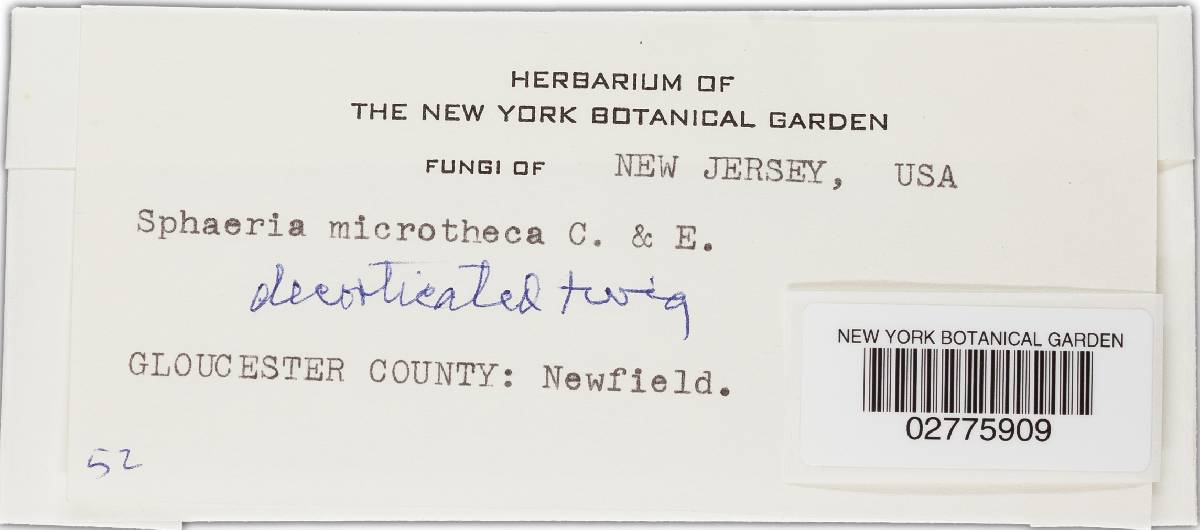 HERBARIUM OF
THE NEW YORK BOTANICAL GARDEN
FUNGI OF NEW JERSEY, USA
Sphaeria microtheca C. & E.
decorticated twig
GLOUCESTER COUNTY: Newfield.
NEW YORK BOTANICAL GARDEN
02775909
52